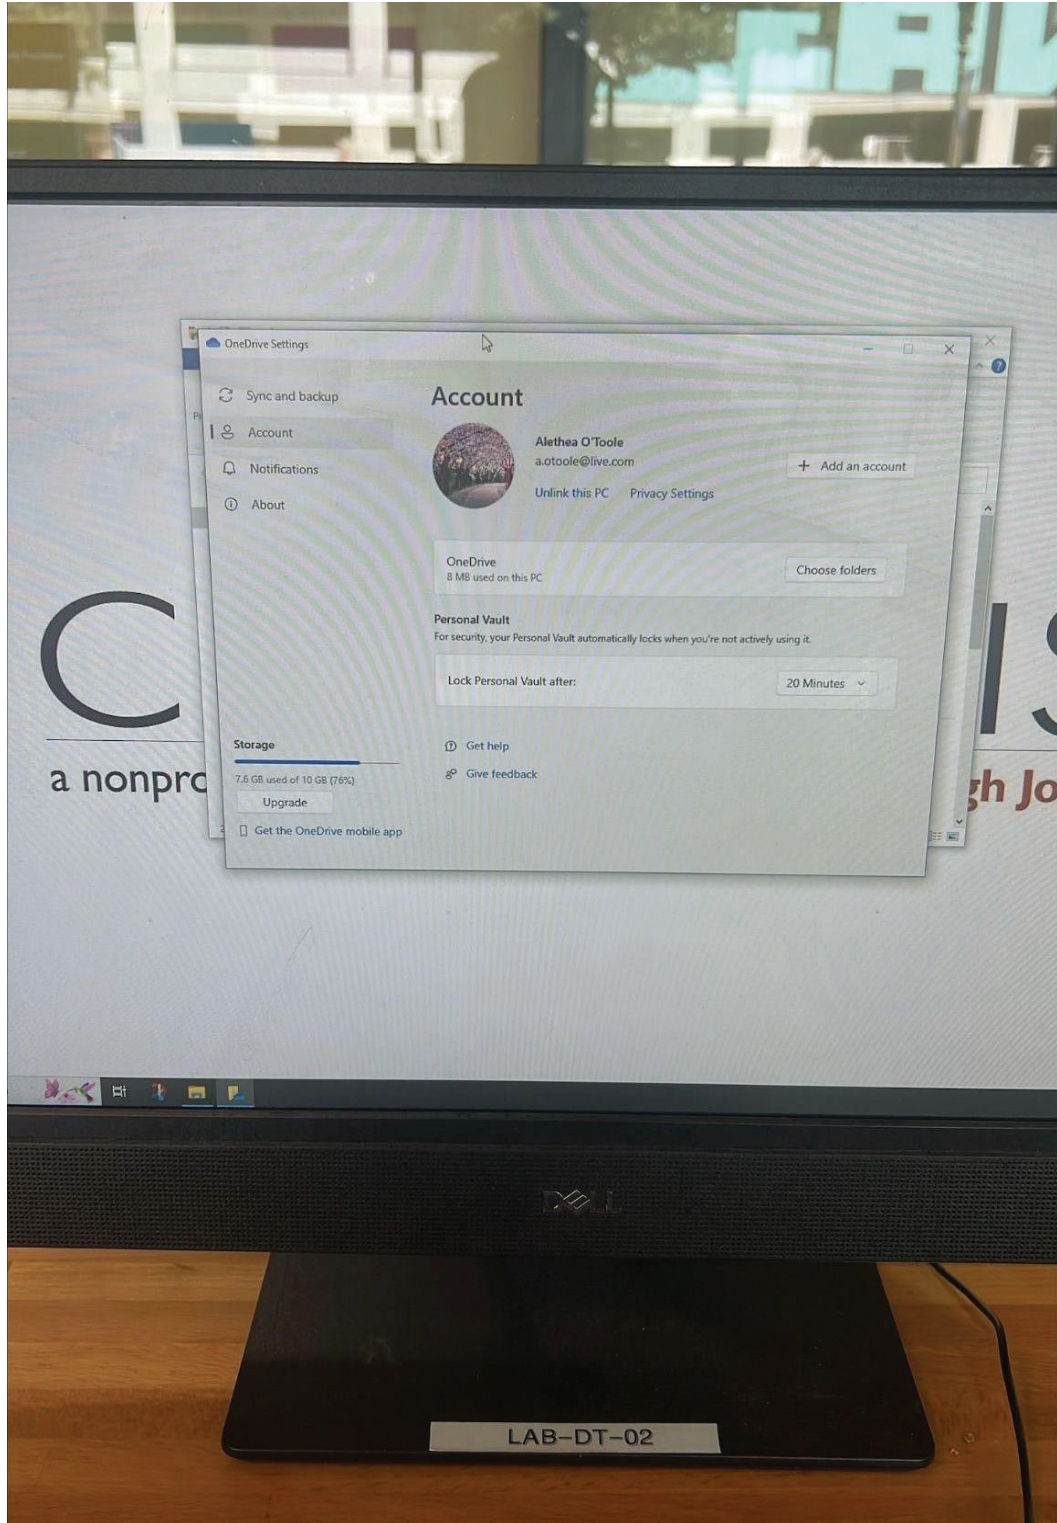 OneDrive Settings
Sync and backup
Account
Notifications
About
Account
Alethea O'Toole
a.otoole@live.com
Unlink this PC Privacy Settings
+ Add an account
OneDrive
8 MB used on this PC
Choose folders
Personal Vault
For security, your Personal Vault automatically locks when you're not actively using it.
Lock Personal Vault after:
20 Minutes
Storage
7.6 GB used of 10 GB (76%)
Upgrade
Get the OneDrive mobile app
Get help
Give feedback
C IS
a nonpro gh Jo
DELL
LAB-DT-02